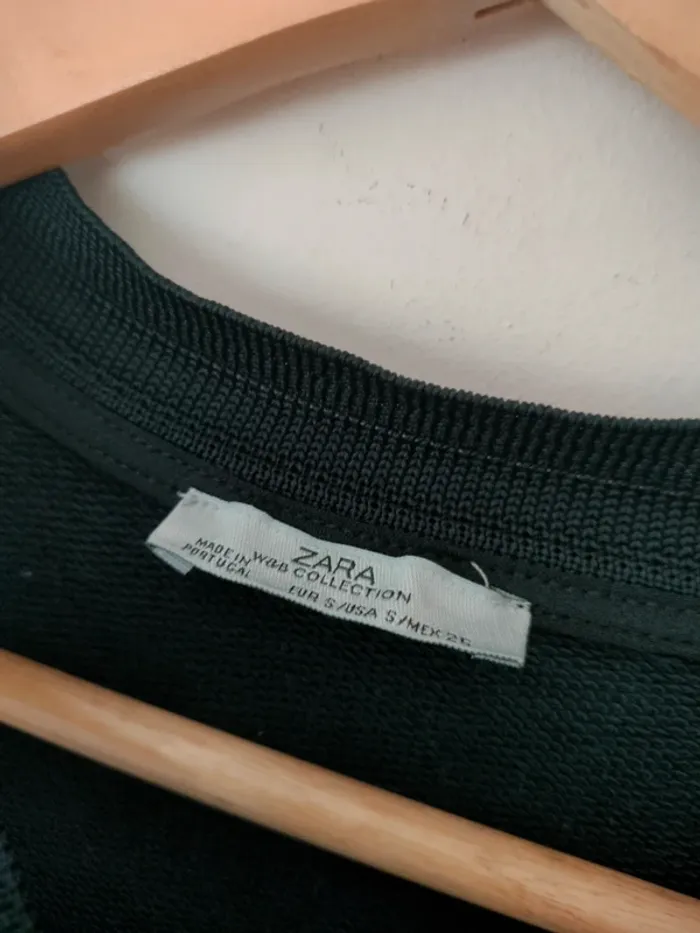 ZARA
W&B COLLECTION
MADE IN
PORTUGAL
EUR S/USA S/MEX 26